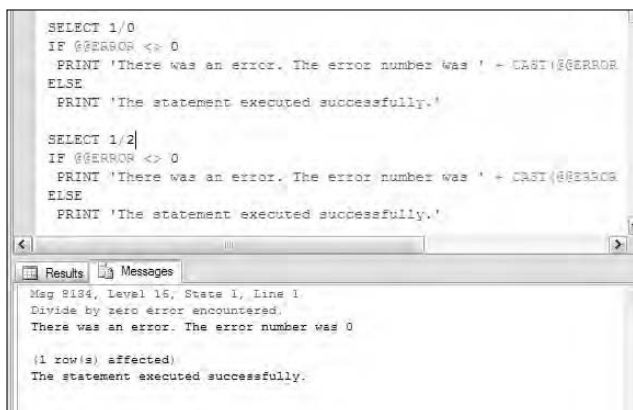 SELECT 1/0
IF @@ERROR <> 0
PRINT 'There was an error. The error number was ' + CAST(@@ERROR
ELSE
PRINT 'The statement executed successfully.'
SELECT 1/2
IF @@ERROR <> 0
PRINT 'There was an error. The error number was ' + CAST(@@ERROR
ELSE
PRINT 'The statement executed successfully.'
Results Messages
Msg 8134, Level 16, State 1, Line 1
Divide by zero error encountered.
There was an error. The error number was 0
(1 row(s) affected)
The statement executed successfully.